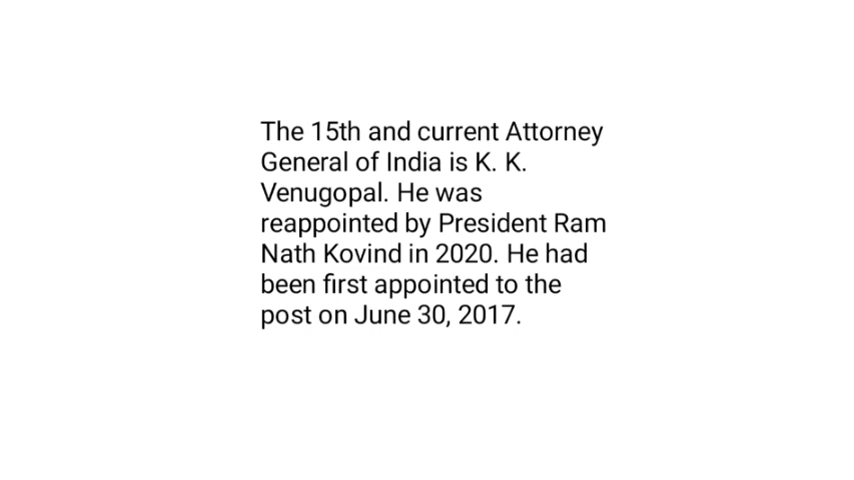 The 15th and current Attorney
General of India is K. K.
Venugopal. He was
reappointed by President Ram
Nath Kovind in 2020. He had
been first appointed to the
post on June 30, 2017.